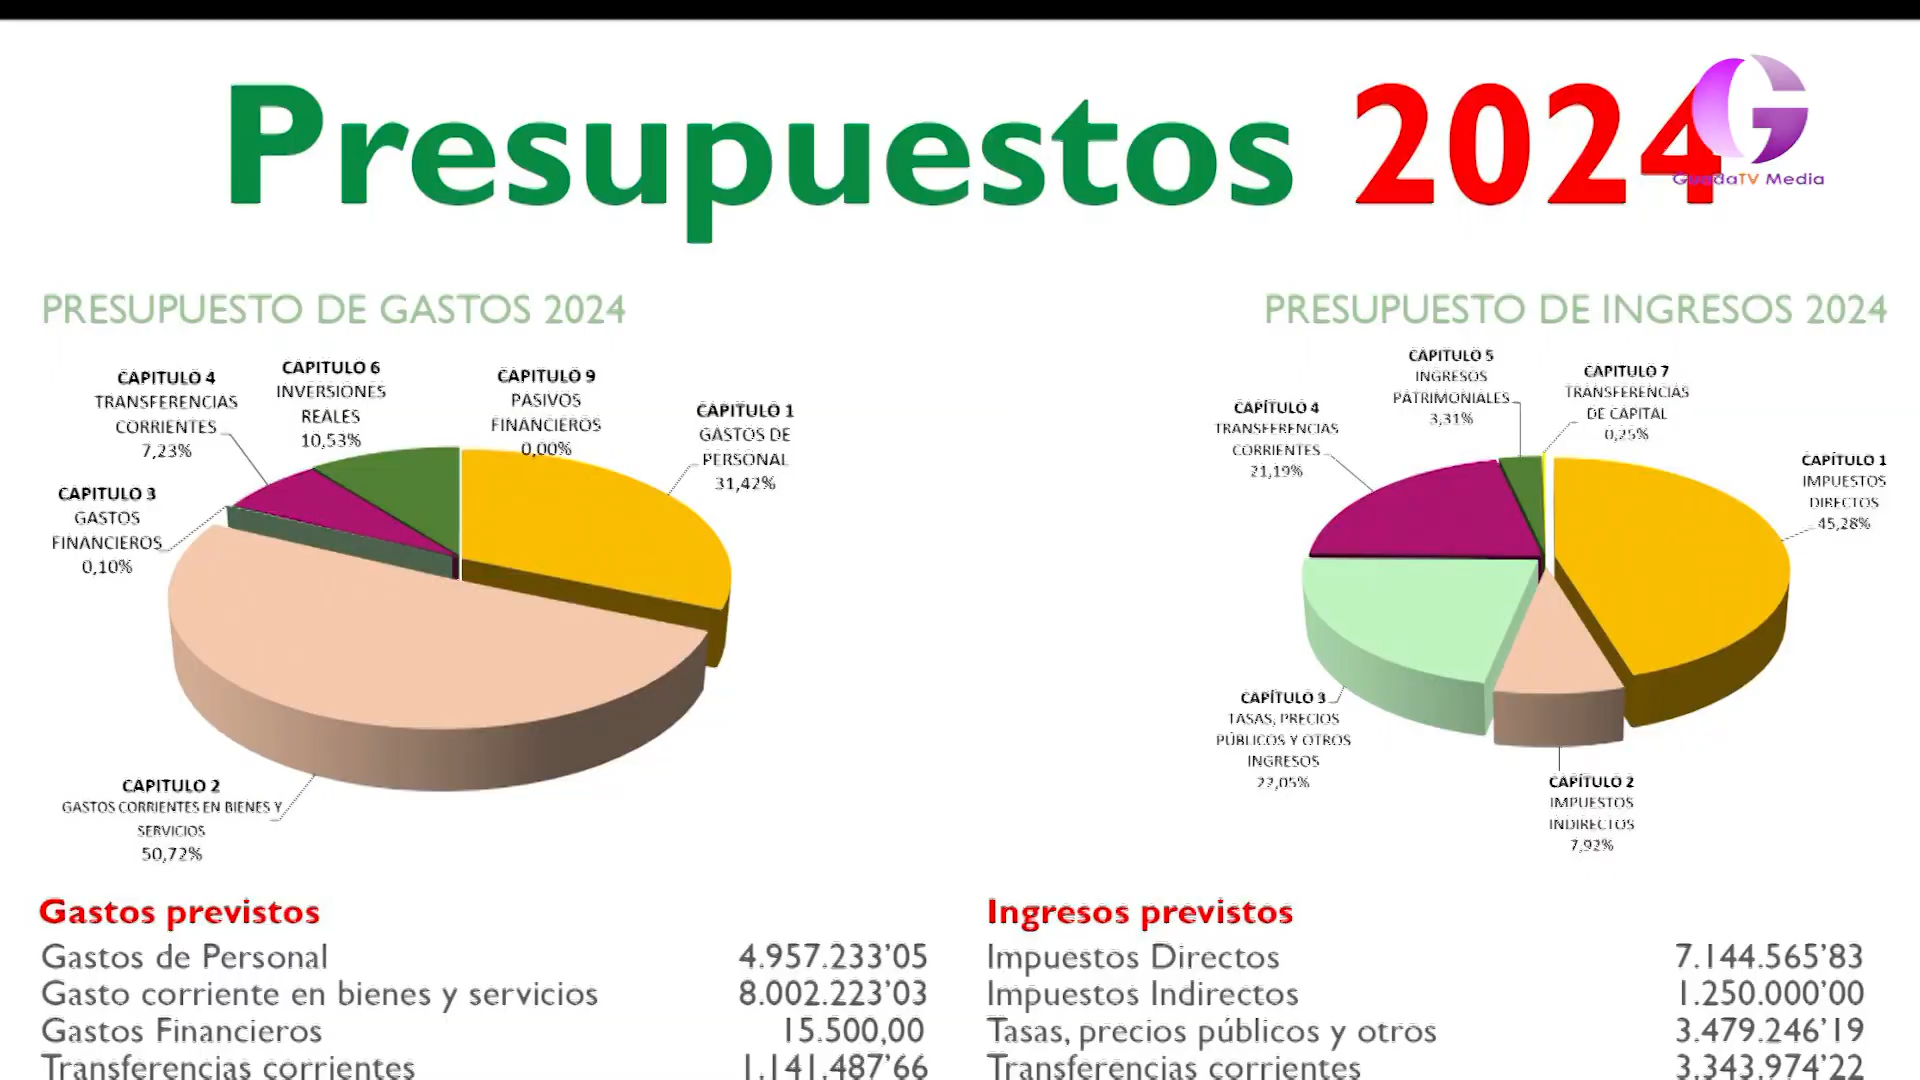 Presupuestos 2024
GuadaTV Media
PRESUPUESTO DE GASTOS 2024
CAPITULO 4
TRANSFERENCIAS
CORRIENTES
7,23%
CAPITULO 6
INVERSIONES
REALES
10,53%
CAPITULO 9
PASIVOS
FINANCIEROS
0,00%
CAPITULO 1
GASTOS DE
PERSONAL
31,42%
CAPITULO 3
GASTOS
FINANCIEROS
0,10%
CAPITULO 2
GASTOS CORRIENTES EN BIENES Y
SERVICIOS
50,72%
PRESUPUESTO DE INGRESOS 2024
CAPITULO 5
INGRESOS
PATRIMONIALES
3,31%
CAPITULO 7
TRANSFERENCIAS
DE CAPITAL
0,25%
CAPÍTULO 4
TRANSFERENCIAS
CORRIENTES
21,19%
CAPÍTULO 1
IMPUESTOS
DIRECTOS
45,28%
CAPÍTULO 3
TASAS, PRECIOS
PÚBLICOS Y OTROS
INGRESOS
22,05%
CAPÍTULO 2
IMPUESTOS
INDIRECTOS
7,92%
Gastos previstos
Gastos de Personal 4.957.233'05
Gasto corriente en bienes y servicios 8.002.223'03
Gastos Financieros 15.500,00
Transferencias corrientes 1.141.487'66
Ingresos previstos
Impuestos Directos 7.144.565'83
Impuestos Indirectos 1.250.000'00
Tasas, precios públicos y otros 3.479.246'19
Transferencias corrientes 3.343.974'22